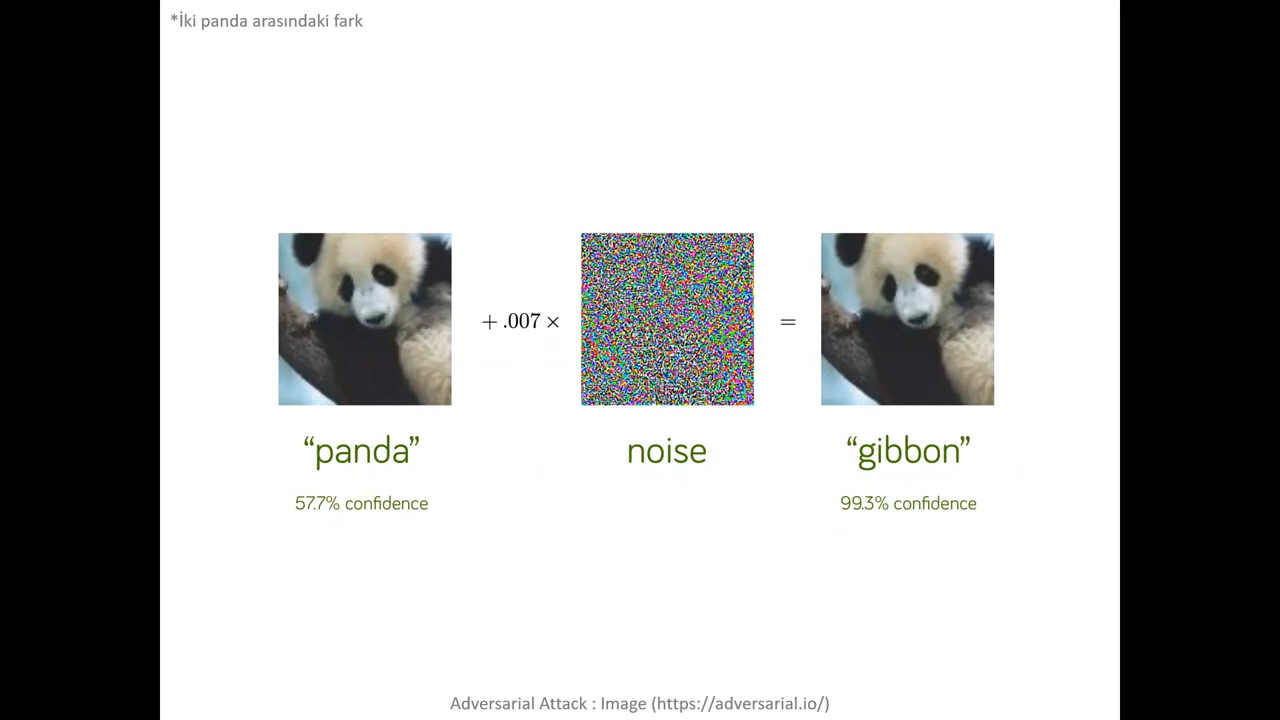 *İki panda arasındaki fark
+ .007 ×
=
“panda”
noise
“gibbon”
57.7% confidence
99.3% confidence
Adversarial Attack : Image (https://adversarial.io/)